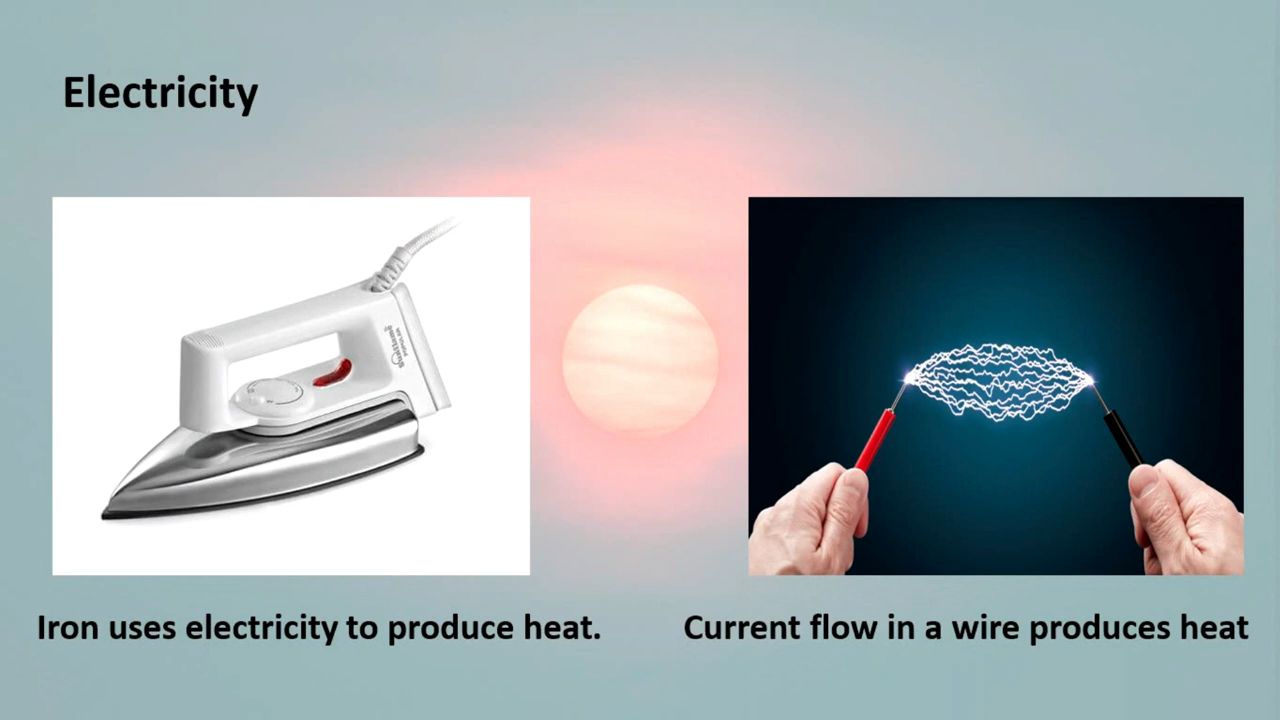 Electricity
Iron uses electricity to produce heat.
Current flow in a wire produces heat